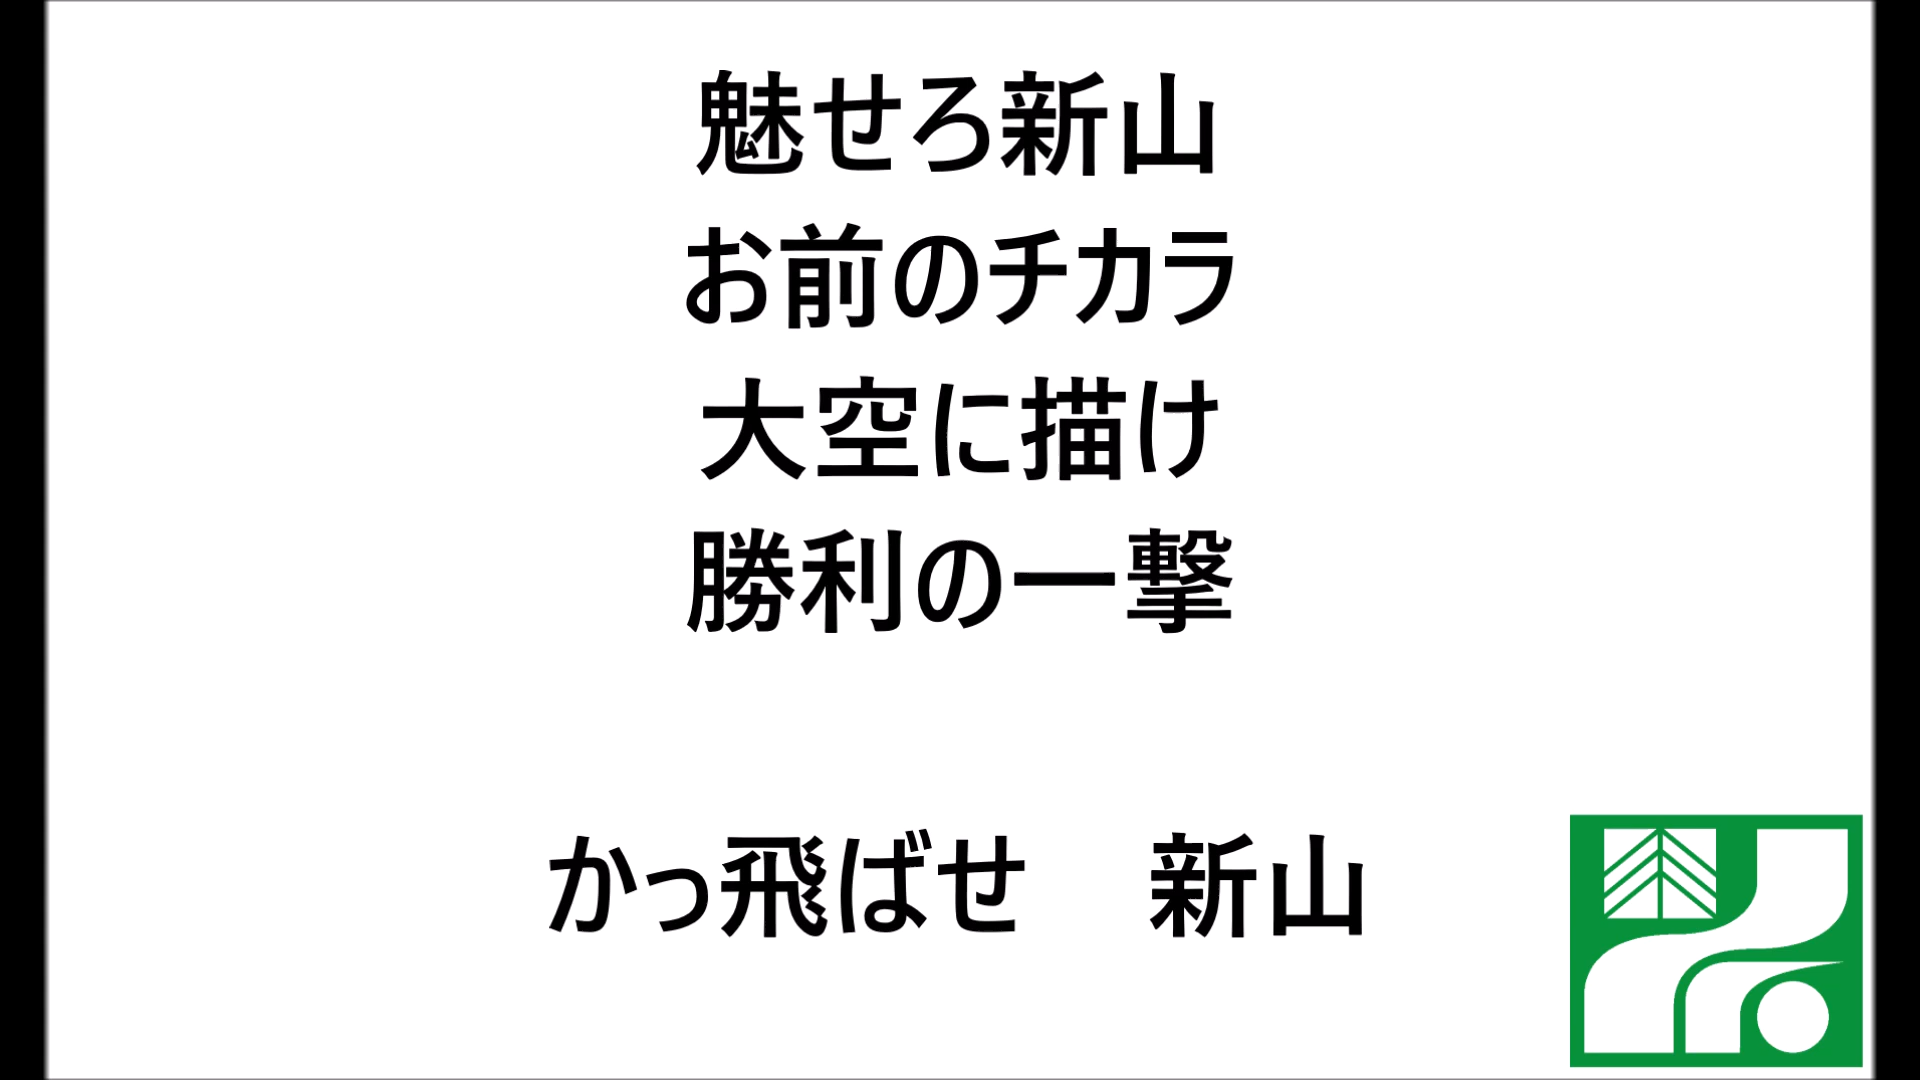 魅せろ新山
お前のチカラ
大空に描け
勝利の一撃
かっ飛ばせ　新山